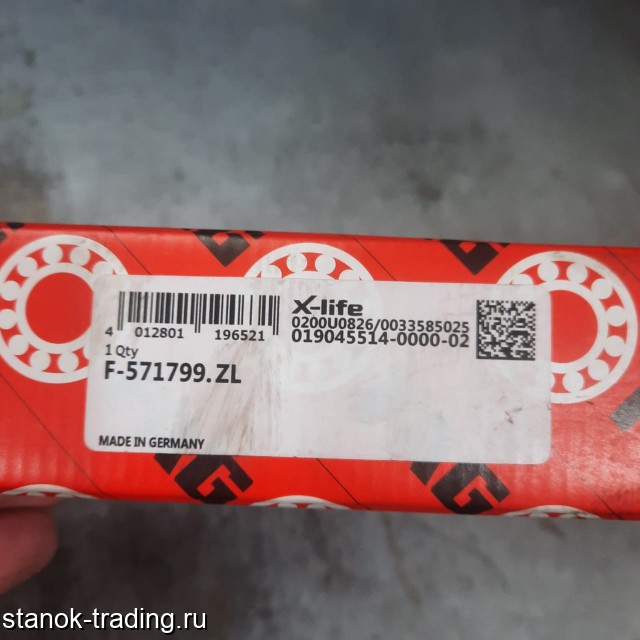 X-life
4 012801 196521
0200U0826/0033585025
019045514-0000-02
1 Qty
F-571799.ZL
MADE IN GERMANY
AG
stanok-trading.ru